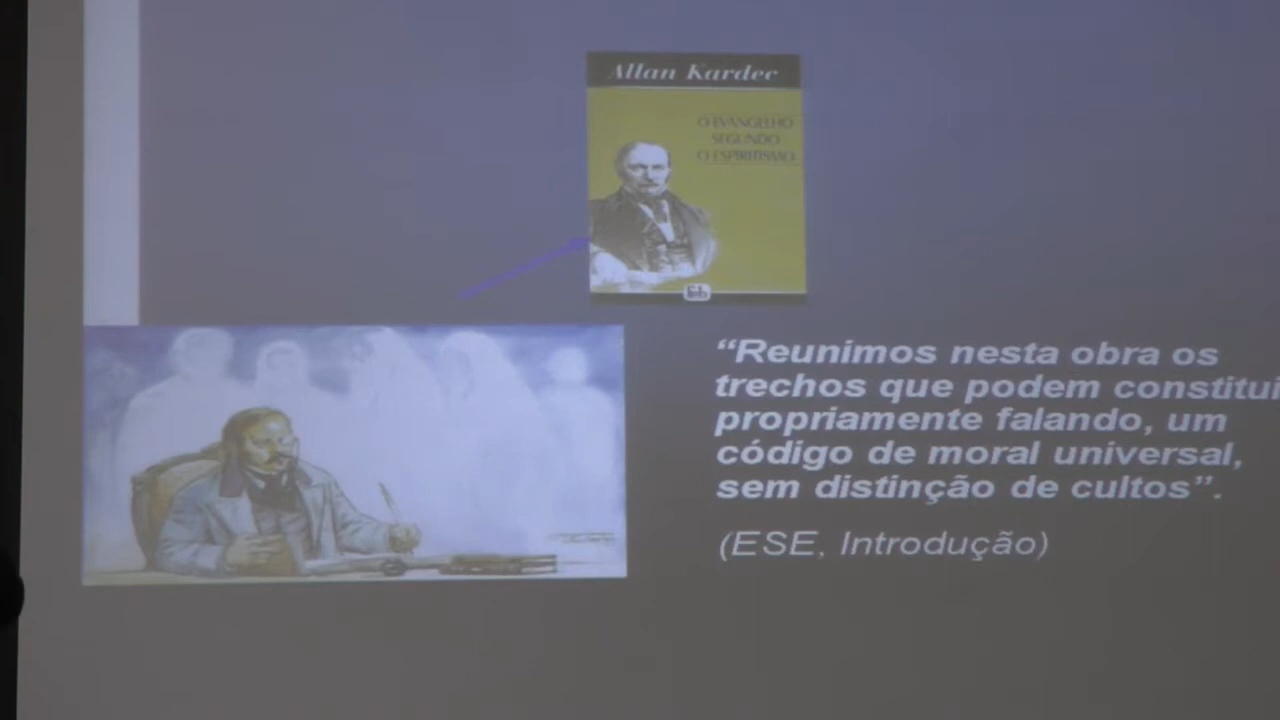 Allan Kardec
O EVANGELHO
SEGUNDO
O ESPIRITISMO
feb
“Reunimos nesta obra os
trechos que podem constitui
propriamente falando, um
código de moral universal,
sem distinção de cultos”.
(ESE, Introdução)